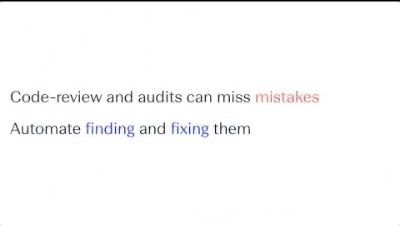 Code-review and audits can miss mistakes
Automate finding and fixing them